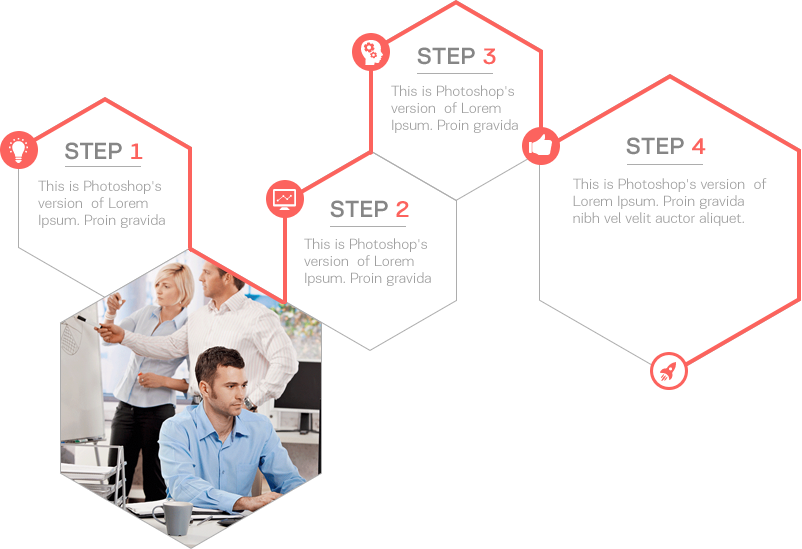 STEP 1
This is Photoshop's
version of Lorem
Ipsum. Proin gravida
STEP 2
This is Photoshop's
version of Lorem
Ipsum. Proin gravida
STEP 3
This is Photoshop's
version of Lorem
Ipsum. Proin gravida
STEP 4
This is Photoshop's version of
Lorem Ipsum. Proin gravida
nibh vel velit auctor aliquet.